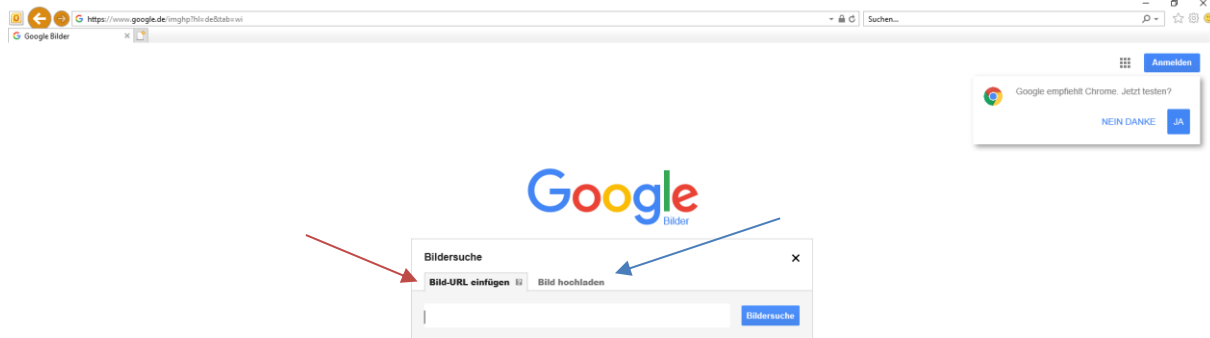 https://www.google.de/imghp?hl=de&tab=wi
Suchen...
Google Bilder
Anmelden
Google empfiehlt Chrome. Jetzt testen?
NEIN DANKE
JA
Google
Bilder
Bildersuche
Bild-URL einfügen
Bild hochladen
Bildersuche